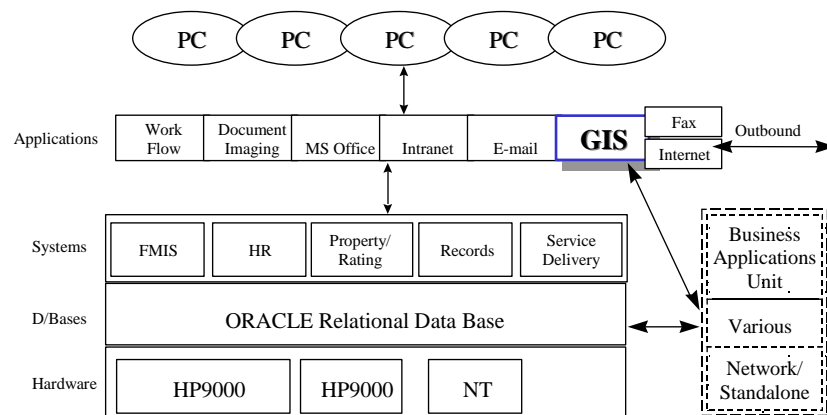 PC PC PC PC PC
Applications
Work
Flow
Document
Imaging
MS Office
Intranet
E-mail
GIS
Fax
Internet
Outbound
Systems
FMIS
HR
Property/
Rating
Records
Service
Delivery
Business
Applications
Unit
D/Bases
ORACLE Relational Data Base
Various
Hardware
HP9000
HP9000
NT
Network/
Standalone